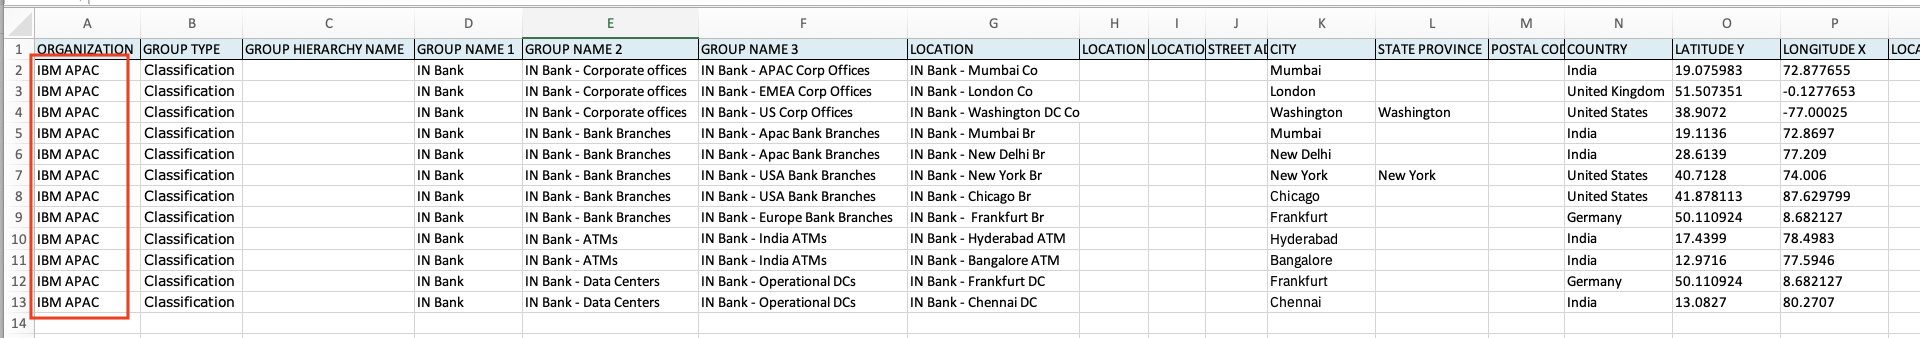 A B C D E F G H I J K L M N O P
1 ORGANIZATION GROUP TYPE GROUP HIERARCHY NAME GROUP NAME 1 GROUP NAME 2 GROUP NAME 3 LOCATION LOCATION LOCATIO STREET AD CITY STATE PROVINCE POSTAL COD COUNTRY LATITUDE Y LONGITUDE X LOCA
2 IBM APAC Classification IN Bank IN Bank - Corporate offices IN Bank - APAC Corp Offices IN Bank - Mumbai Co Mumbai India 19.075983 72.877655
3 IBM APAC Classification IN Bank IN Bank - Corporate offices IN Bank - EMEA Corp Offices IN Bank - London Co London United Kingdom 51.507351 -0.1277653
4 IBM APAC Classification IN Bank IN Bank - Corporate offices IN Bank - US Corp Offices IN Bank - Washington DC Co Washington Washington United States 38.9072 -77.00025
5 IBM APAC Classification IN Bank IN Bank - Bank Branches IN Bank - Apac Bank Branches IN Bank - Mumbai Br Mumbai India 19.1136 72.8697
6 IBM APAC Classification IN Bank IN Bank - Bank Branches IN Bank - Apac Bank Branches IN Bank - New Delhi Br New Delhi India 28.6139 77.209
7 IBM APAC Classification IN Bank IN Bank - Bank Branches IN Bank - USA Bank Branches IN Bank - New York Br New York New York United States 40.7128 74.006
8 IBM APAC Classification IN Bank IN Bank - Bank Branches IN Bank - USA Bank Branches IN Bank - Chicago Br Chicago United States 41.878113 87.629799
9 IBM APAC Classification IN Bank IN Bank - Bank Branches IN Bank - Europe Bank Branches IN Bank - Frankfurt Br Frankfurt Germany 50.110924 8.682127
10 IBM APAC Classification IN Bank IN Bank - ATMs IN Bank - India ATMs IN Bank - Hyderabad ATM Hyderabad India 17.4399 78.4983
11 IBM APAC Classification IN Bank IN Bank - ATMs IN Bank - India ATMs IN Bank - Bangalore ATM Bangalore India 12.9716 77.5946
12 IBM APAC Classification IN Bank IN Bank - Data Centers IN Bank - Operational DCs IN Bank - Frankfurt DC Frankfurt Germany 50.110924 8.682127
13 IBM APAC Classification IN Bank IN Bank - Data Centers IN Bank - Operational DCs IN Bank - Chennai DC Chennai India 13.0827 80.2707
14